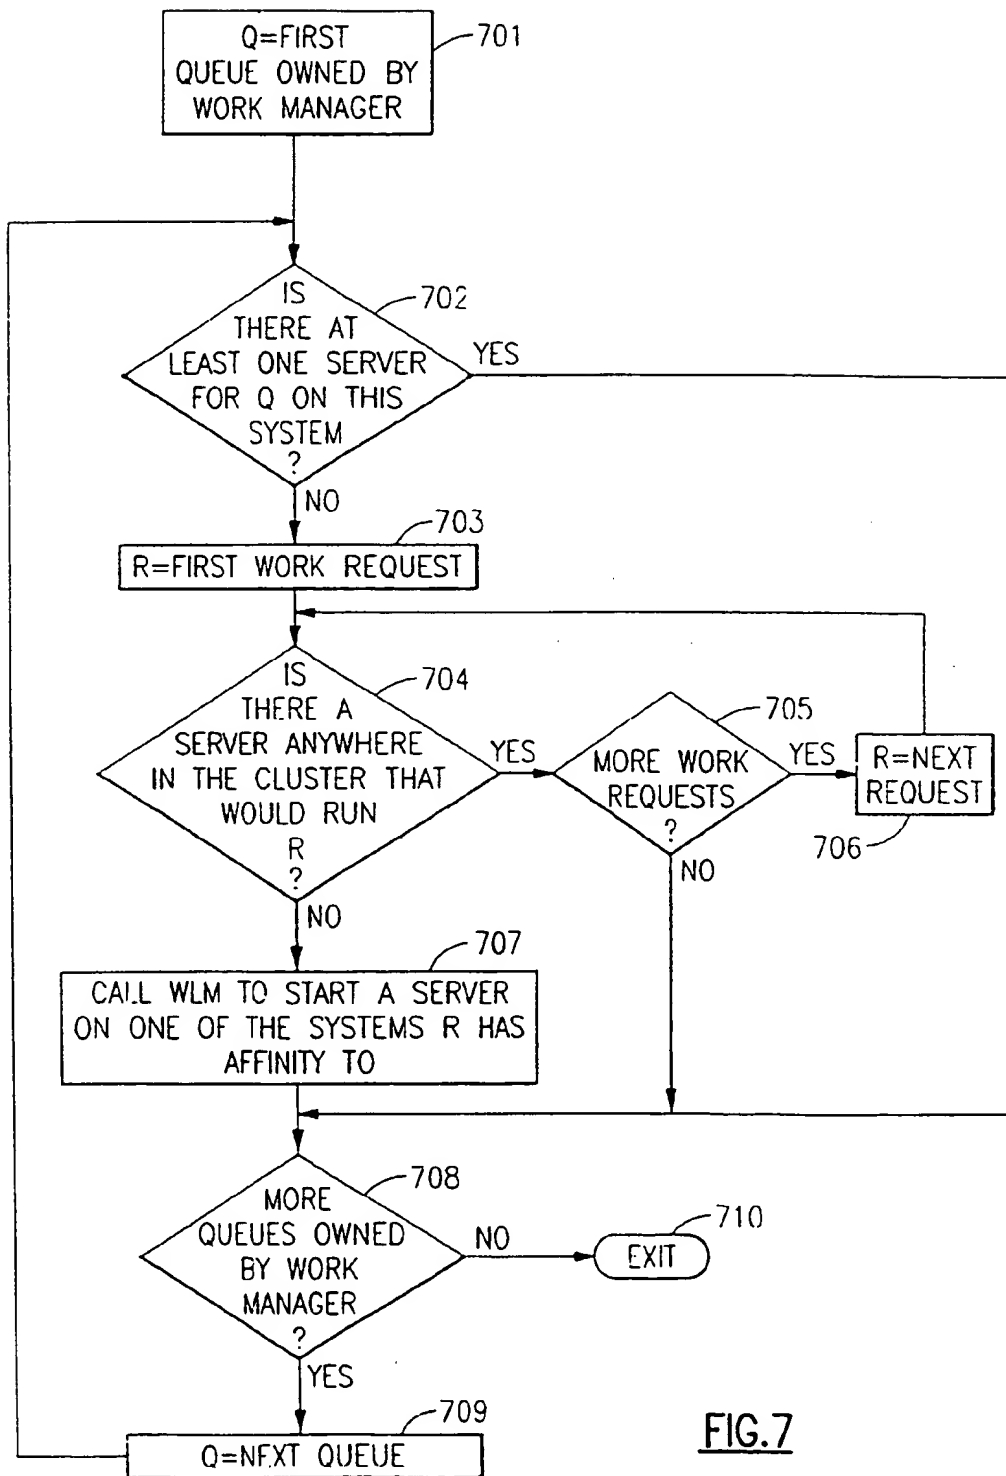 Q=FIRST
QUEUE OWNED BY
WORK MANAGER
701
IS
THERE AT
LEAST ONE SERVER
FOR Q ON THIS
SYSTEM
?
702
YES
NO
703
R=FIRST WORK REQUEST
IS
THERE A
SERVER ANYWHERE
IN THE CLUSTER THAT
WOULD RUN
R
?
704
YES
MORE WORK
REQUESTS
?
705
YES
R=NEXT
REQUEST
706
NO
NO
707
CALL WLM TO START A SERVER
ON ONE OF THE SYSTEMS R HAS
AFFINITY TO
MORE
QUEUES OWNED
BY WORK
MANAGER
?
708
NO
EXIT
710
YES
709
Q=NEXT QUEUE
FIG.7